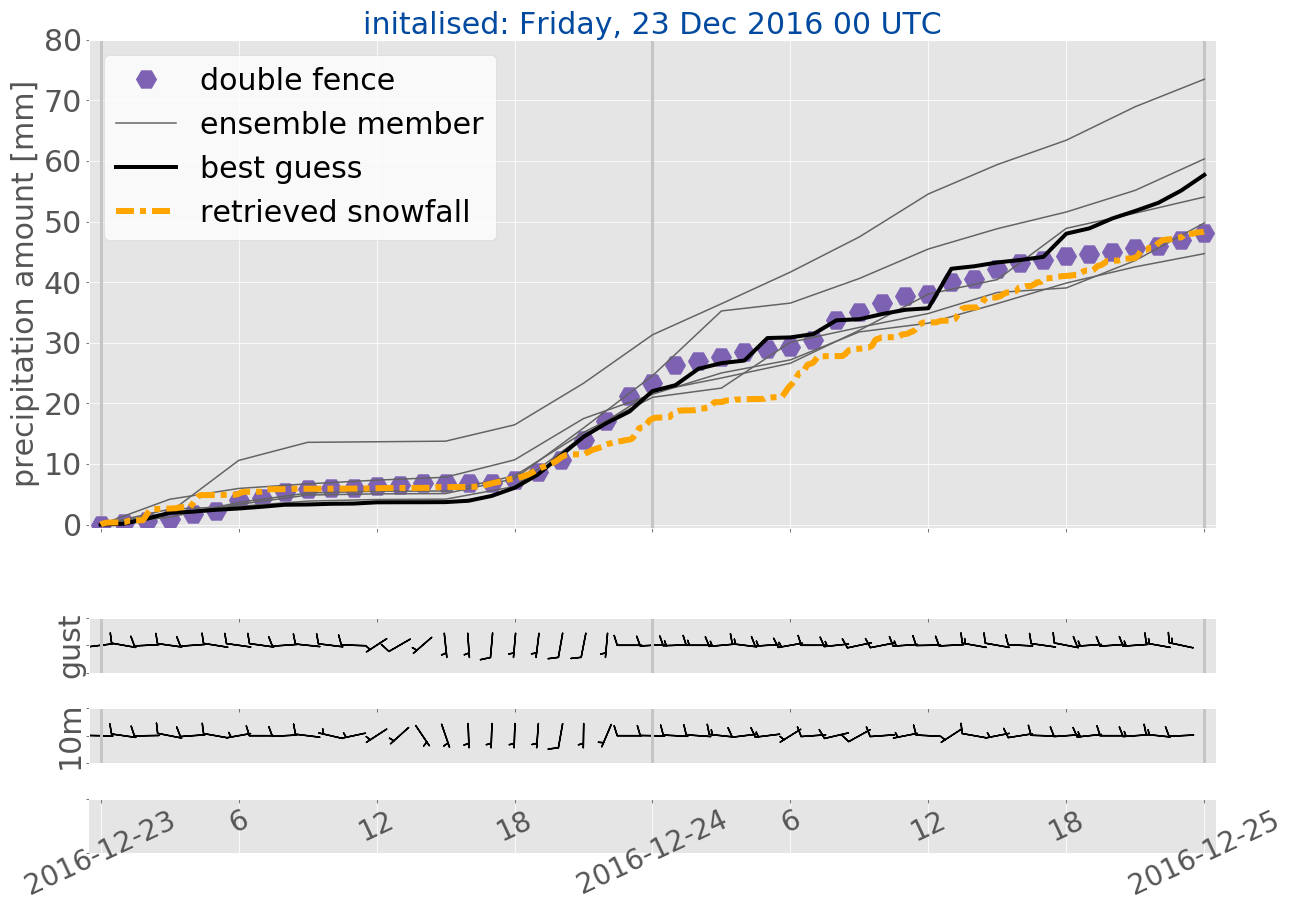 initalised: Friday, 23 Dec 2016 00 UTC
precipitation amount [mm]
80
70
60
50
40
30
20
10
0
double fence
ensemble member
best guess
retrieved snowfall
gust
10m
2016-12-23
6
12
18
2016-12-24
6
12
18
2016-12-25